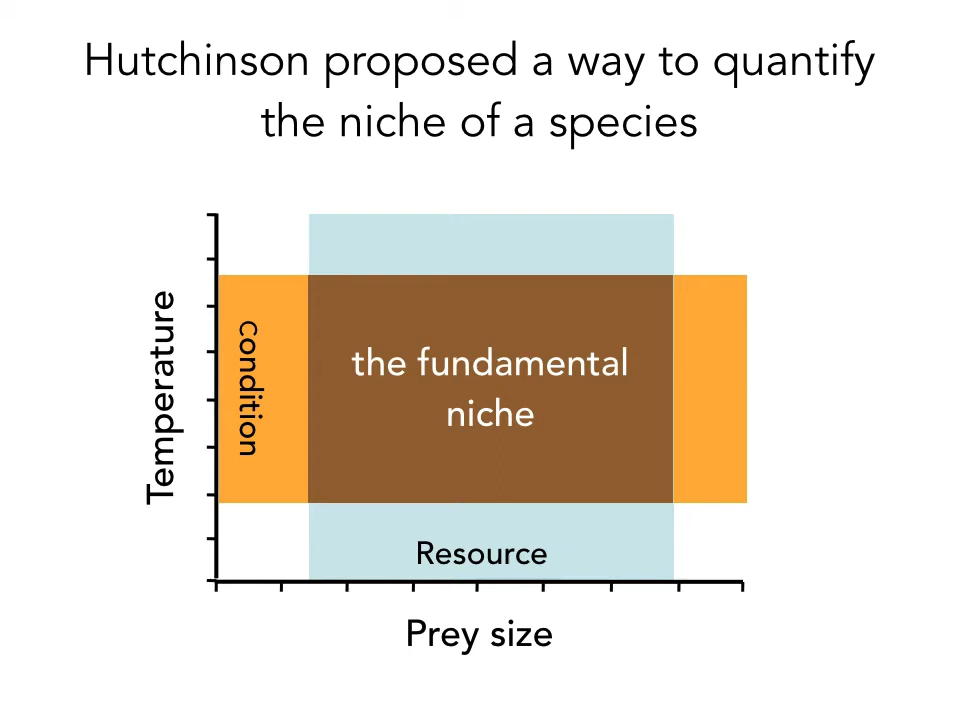 Hutchinson proposed a way to quantify
the niche of a species
Temperature
condition
the fundamental
niche
Resource
Prey size